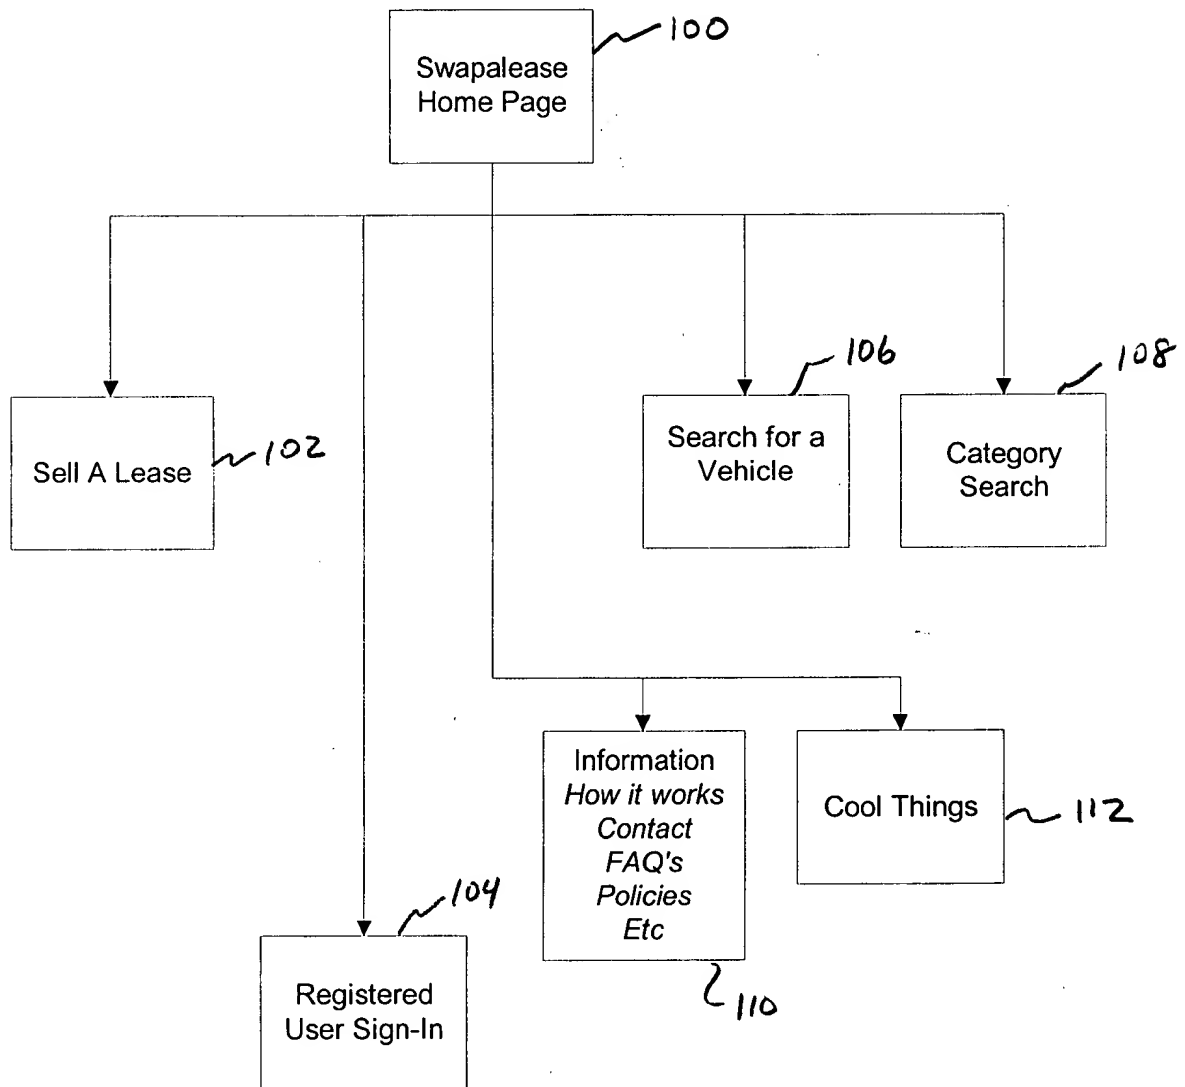 100
Swapalease
Home Page
106
108
Sell A Lease
102
Search for a
Vehicle
Category
Search
Information
How it works
Contact
FAQ's
Policies
Etc
Cool Things
112
104
110
Registered
User Sign-In